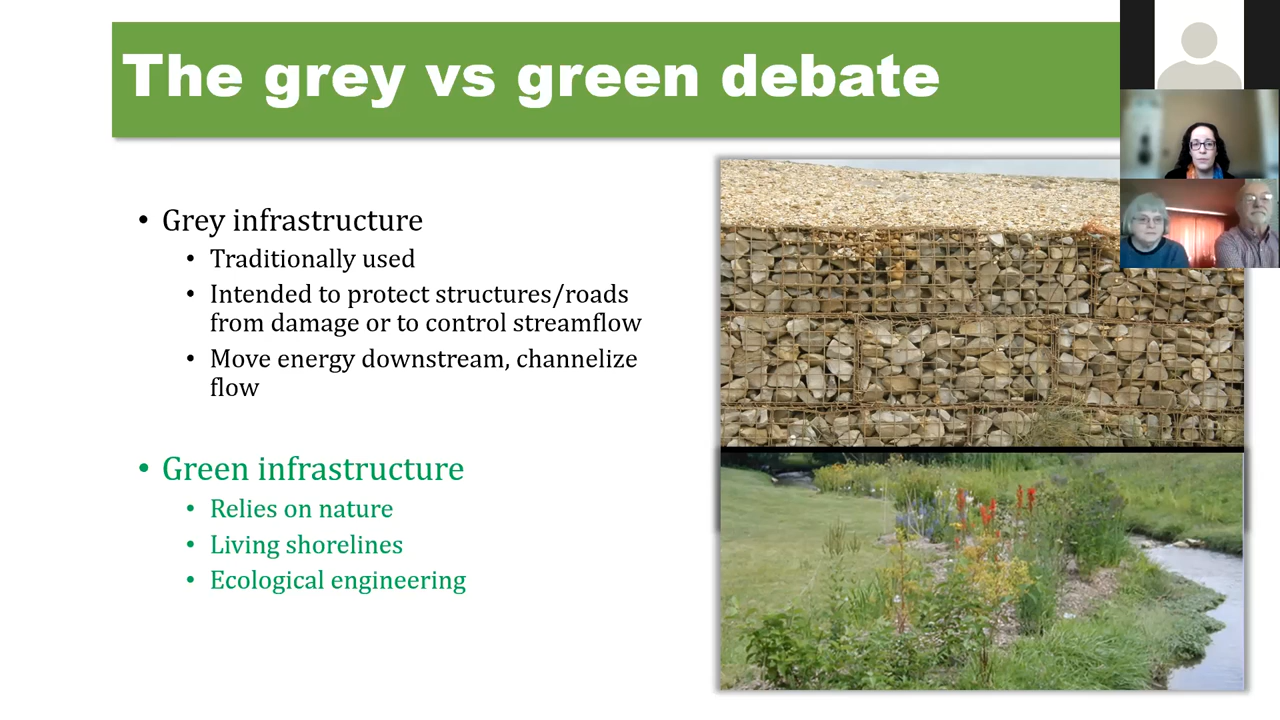 The grey vs green debate
• Grey infrastructure
• Traditionally used
• Intended to protect structures/roads
from damage or to control streamflow
• Move energy downstream, channelize
flow
• Green infrastructure
• Relies on nature
• Living shorelines
• Ecological engineering